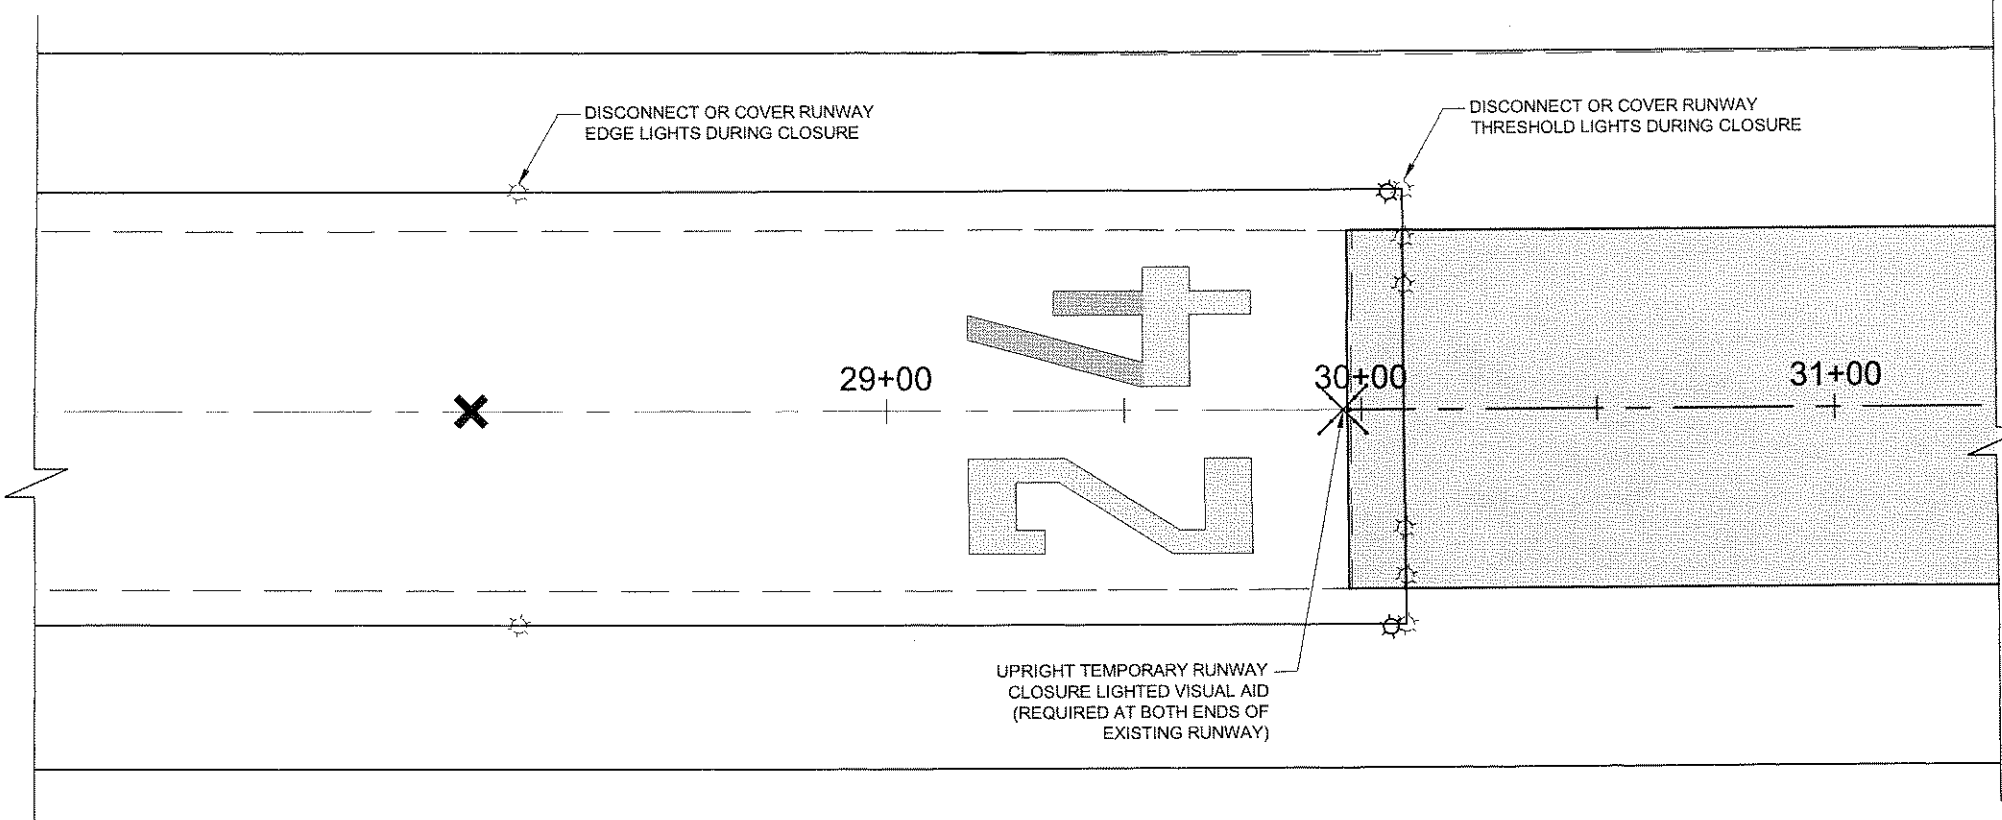 DISCONNECT OR COVER RUNWAY
EDGE LIGHTS DURING CLOSURE
DISCONNECT OR COVER RUNWAY
THRESHOLD LIGHTS DURING CLOSURE
29+00
30+00
31+00
24
UPRIGHT TEMPORARY RUNWAY
CLOSURE LIGHTED VISUAL AID
(REQUIRED AT BOTH ENDS OF
EXISTING RUNWAY)